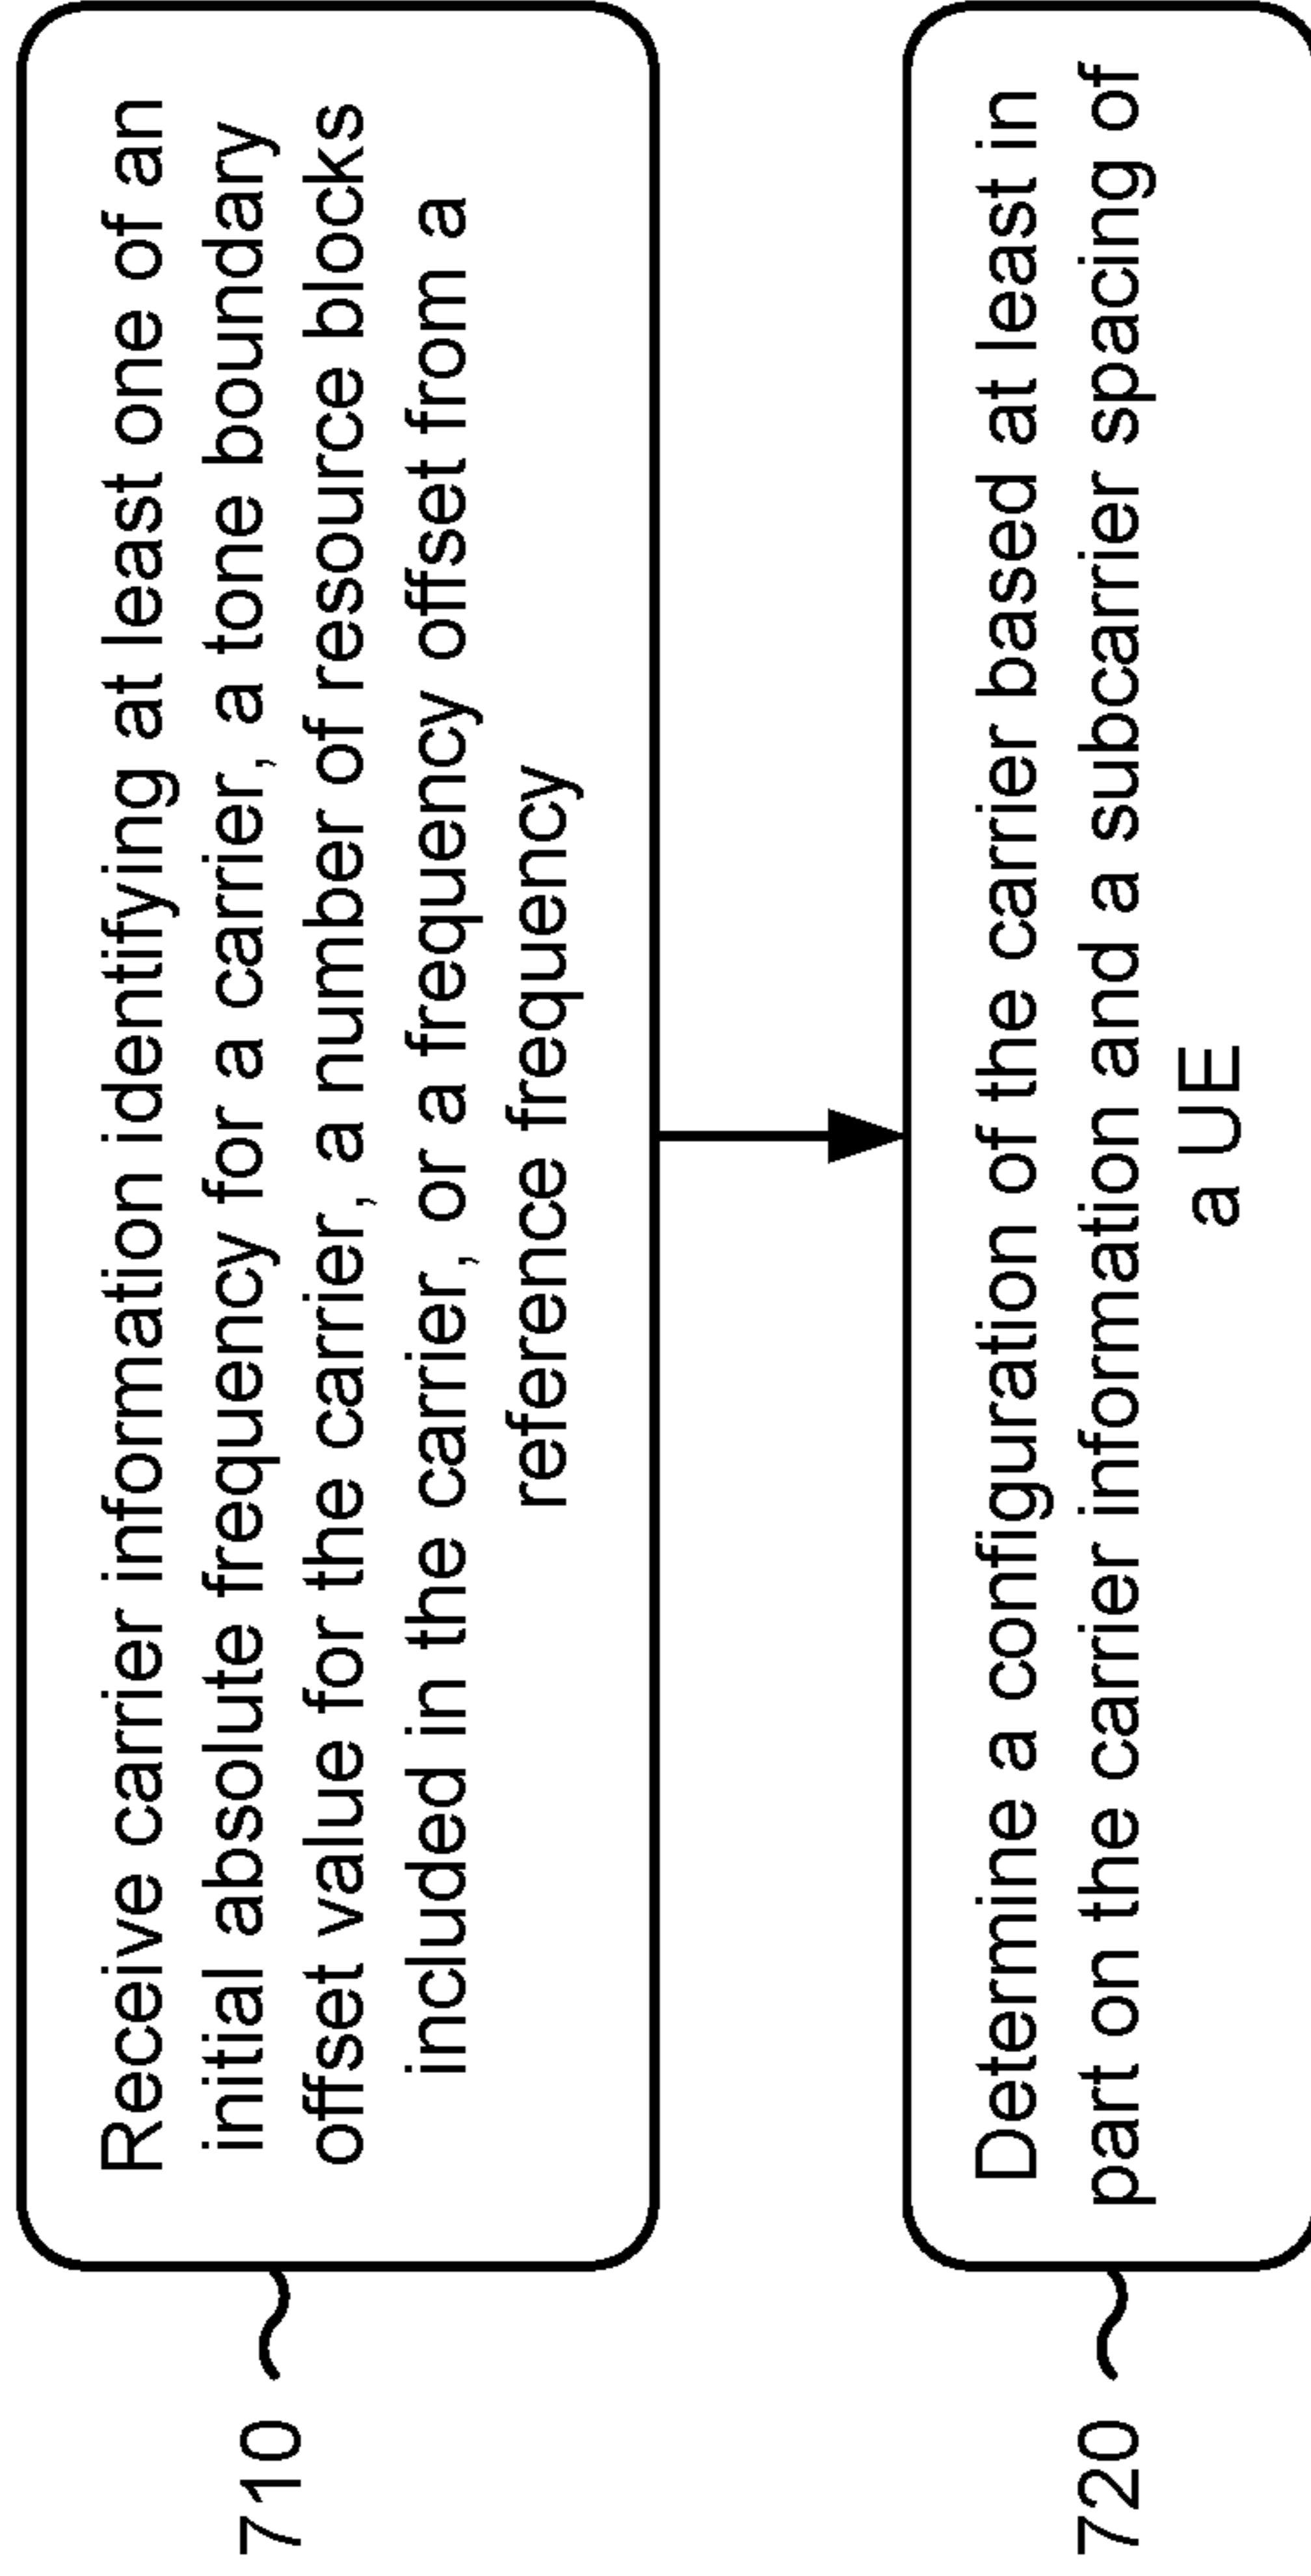 710
Receive carrier information identifying at least one of an
initial absolute frequency for a carrier, a tone boundary
offset value for the carrier, a number of resource blocks
included in the carrier, or a frequency offset from a
reference frequency
720
Determine a configuration of the carrier based at least in
part on the carrier information and a subcarrier spacing of
a UE